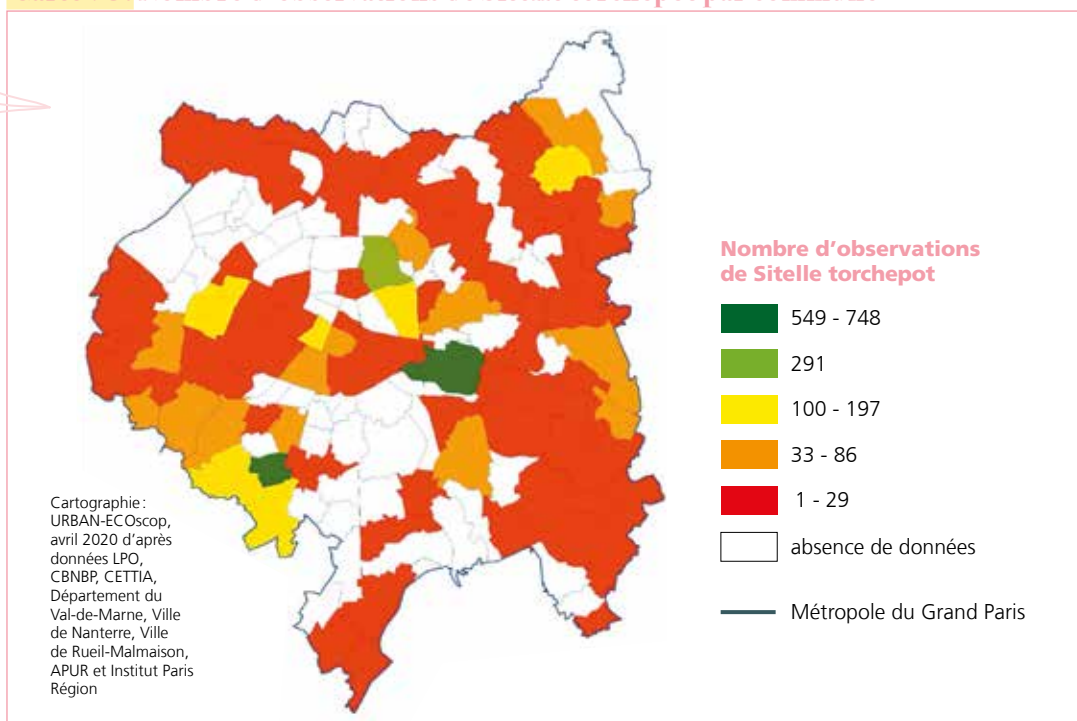 Nombre d'observations
de Sitelle torchepot
549 - 748
291
100 - 197
33 - 86
1 - 29
absence de données
Métropole du Grand Paris
Cartographie :
URBAN-ECOscop,
avril 2020 d'après
données LPO,
CBNBP, CETTIA,
Département du
Val-de-Marne, Ville
de Nanterre, Ville
de Rueil-Malmaison,
APUR et Institut Paris
Région